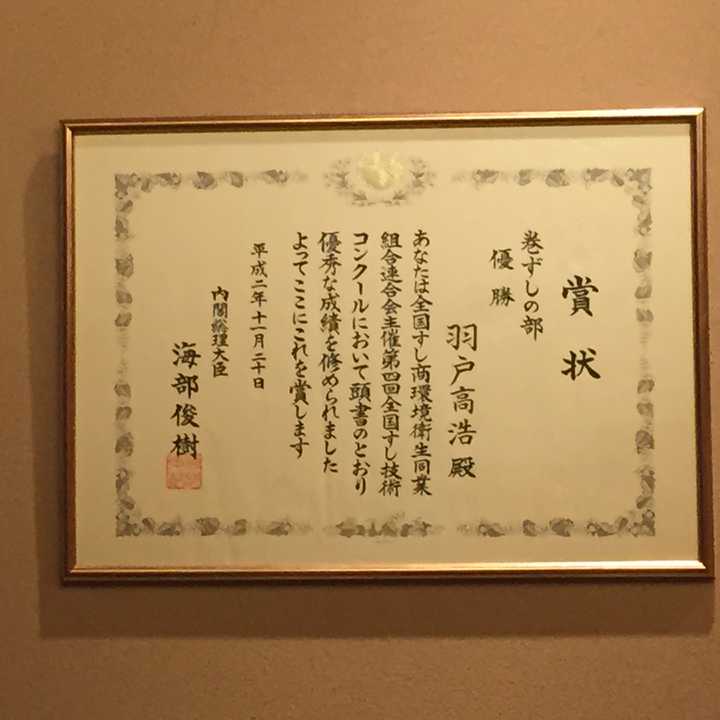 賞状
巻ずしの部
優勝
羽戸高浩殿
あなたは全国すし商環境衛生同業
組合連合会主催第四回全国すし技術
コンクールにおいて頭書のとおり
優秀な成績を修められました
よってここにこれを賞します
平成二年十一月二十日
内閣総理大臣
海部俊樹